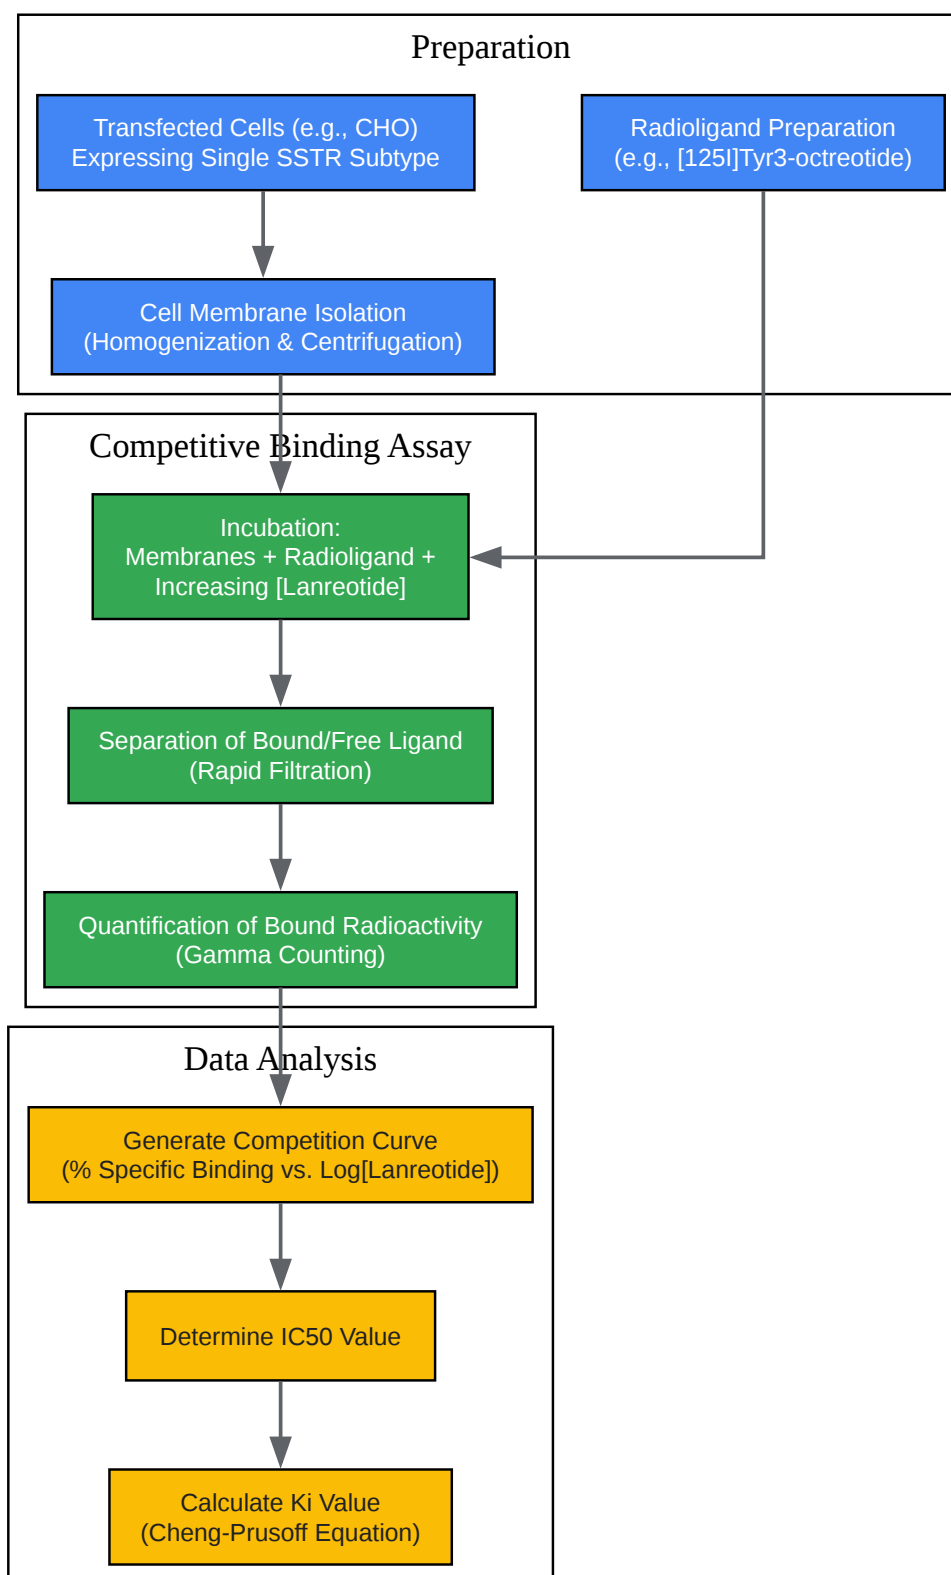 Preparation
Transfected Cells (e.g., CHO)
Expressing Single SSTR Subtype
Radioligand Preparation
(e.g., [125I]Tyr3-octreotide)
Cell Membrane Isolation
(Homogenization & Centrifugation)
Competitive Binding Assay
Incubation:
Membranes + Radioligand +
Increasing [Lanreotide]
Separation of Bound/Free Ligand
(Rapid Filtration)
Quantification of Bound Radioactivity
(Gamma Counting)
Data Analysis
Generate Competition Curve
(% Specific Binding vs. Log[Lanreotide])
Determine IC50 Value
Calculate Ki Value
(Cheng-Prusoff Equation)